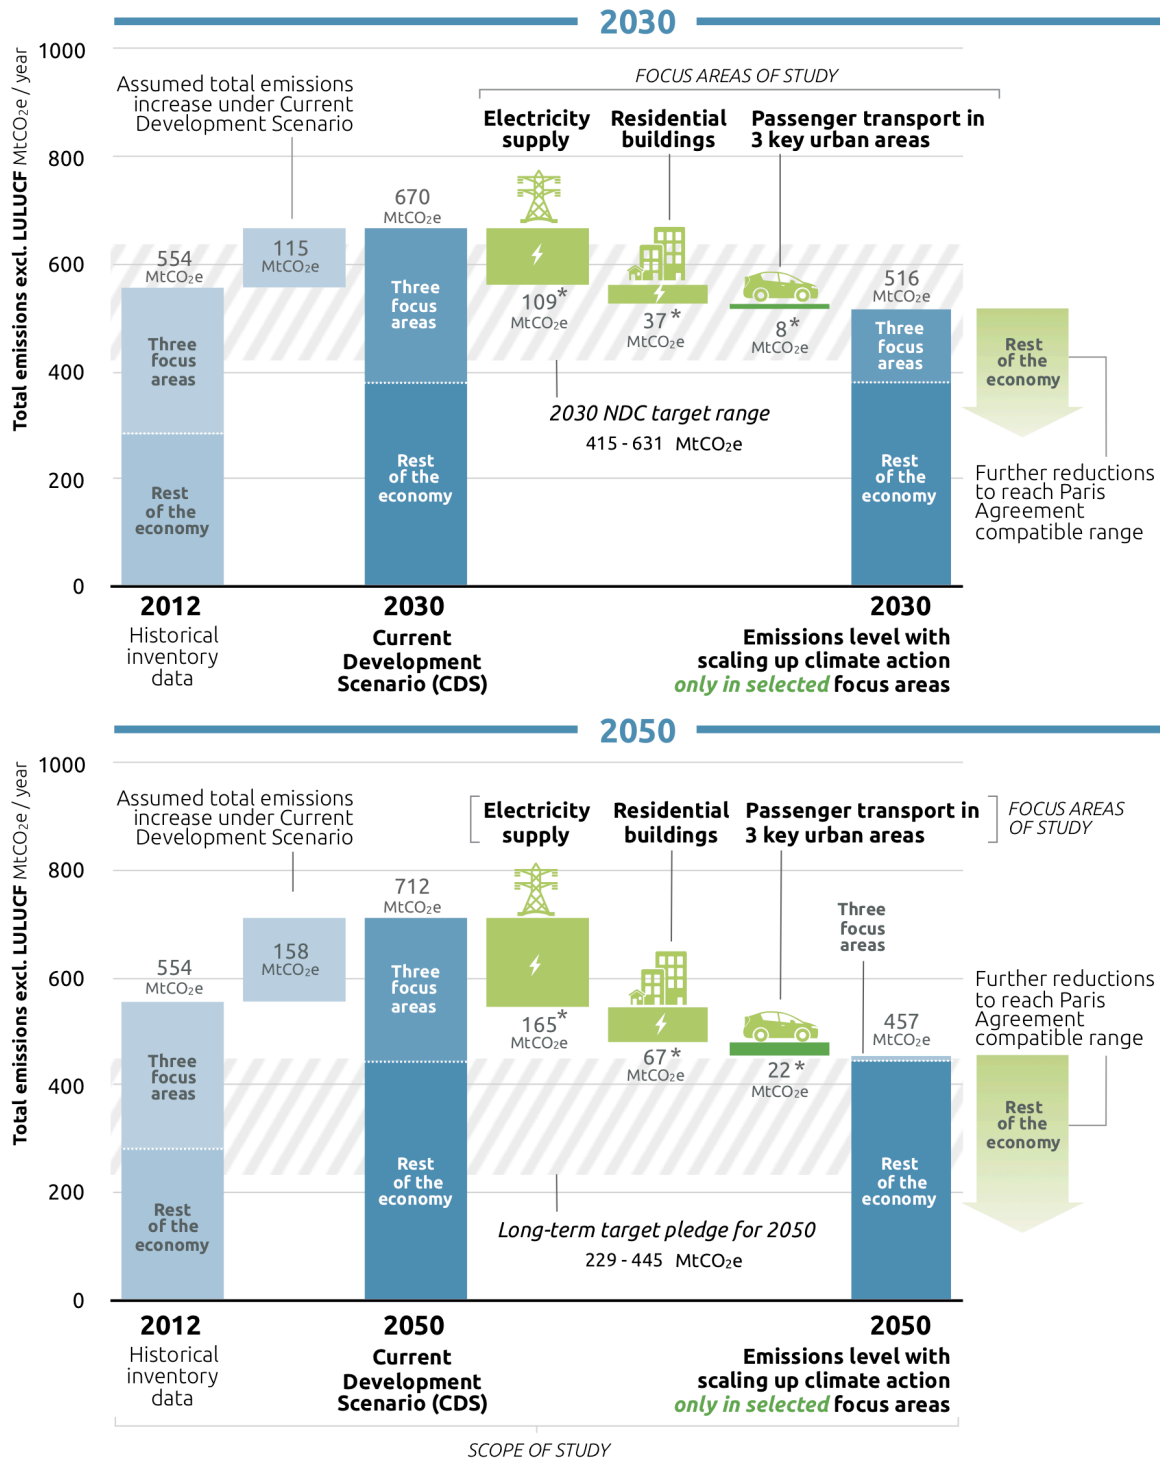 2030
Total emissions excl. LULUCF MtCO₂e / year
1000
800
600
400
200
0
Assumed total emissions
increase under Current
Development Scenario
FOCUS AREAS OF STUDY
Electricity
supply
Residential
buildings
Passenger transport in
3 key urban areas
554
MtCO₂e
115
MtCO₂e
670
MtCO₂e
109*
MtCO₂e
37*
MtCO₂e
8*
MtCO₂e
516
MtCO₂e
Three
focus
areas
Rest
of the
economy
Three
focus
areas
Rest
of the
economy
Three
focus
areas
Rest
of the
economy
Rest
of the
economy
2030 NDC target range
415 - 631 MtCO₂e
Further reductions
to reach Paris
Agreement
compatible range
2012
Historical
inventory
data
2030
Current
Development
Scenario (CDS)
2030
Emissions level with
scaling up climate action
only in selected focus areas
2050
Total emissions excl. LULUCF MtCO₂e / year
1000
800
600
400
200
0
Assumed total emissions
increase under Current
Development Scenario
Electricity
supply
Residential
buildings
Passenger transport in
3 key urban areas
FOCUS AREAS
OF STUDY
554
MtCO₂e
158
MtCO₂e
712
MtCO₂e
165*
MtCO₂e
67*
MtCO₂e
22*
MtCO₂e
Three
focus
areas
457
MtCO₂e
Further reductions
to reach Paris
Agreement
compatible range
Three
focus
areas
Rest
of the
economy
Three
focus
areas
Rest
of the
economy
Rest
of the
economy
Rest
of the
economy
Long-term target pledge for 2050
229 - 445 MtCO₂e
2012
Historical
inventory
data
2050
Current
Development
Scenario (CDS)
2050
Emissions level with
scaling up climate action
only in selected focus areas
SCOPE OF STUDY